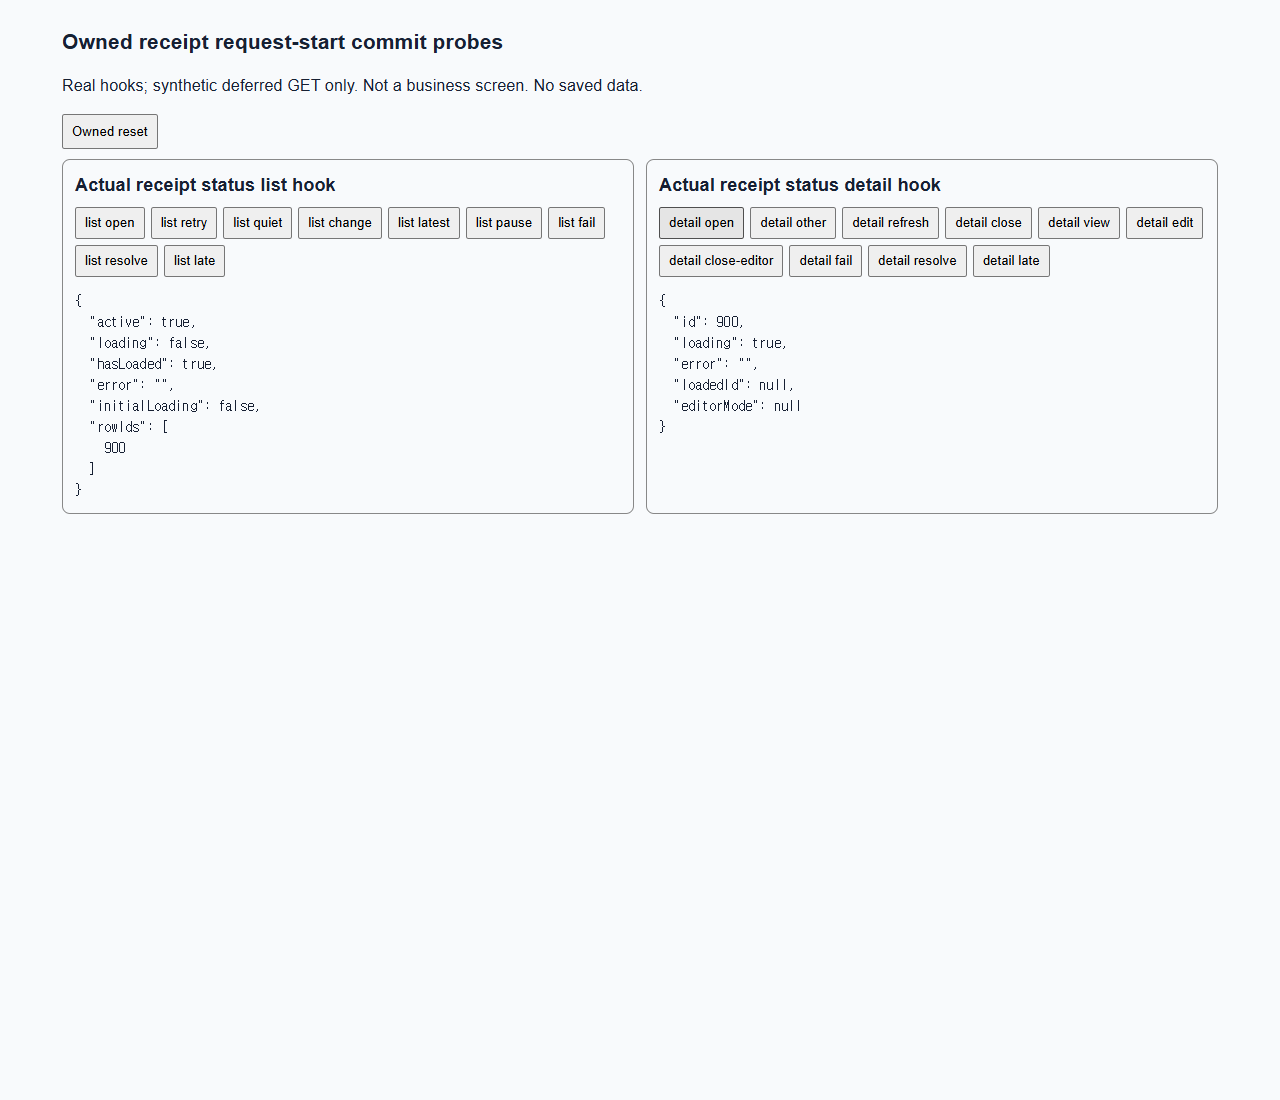 Owned receipt request-start commit probes
Real hooks; synthetic deferred GET only. Not a business screen. No saved data.
Owned reset
Actual receipt status list hook
list open list retry list quiet list change list latest list pause list fail
list resolve list late
{
  "active": true,
  "loading": false,
  "hasLoaded": true,
  "error": "",
  "initialLoading": false,
  "rowIds": [
    900
  ]
}
Actual receipt status detail hook
detail open detail other detail refresh detail close detail view detail edit
detail close-editor detail fail detail resolve detail late
{
  "id": 900,
  "loading": true,
  "error": "",
  "loadedId": null,
  "editorMode": null
}